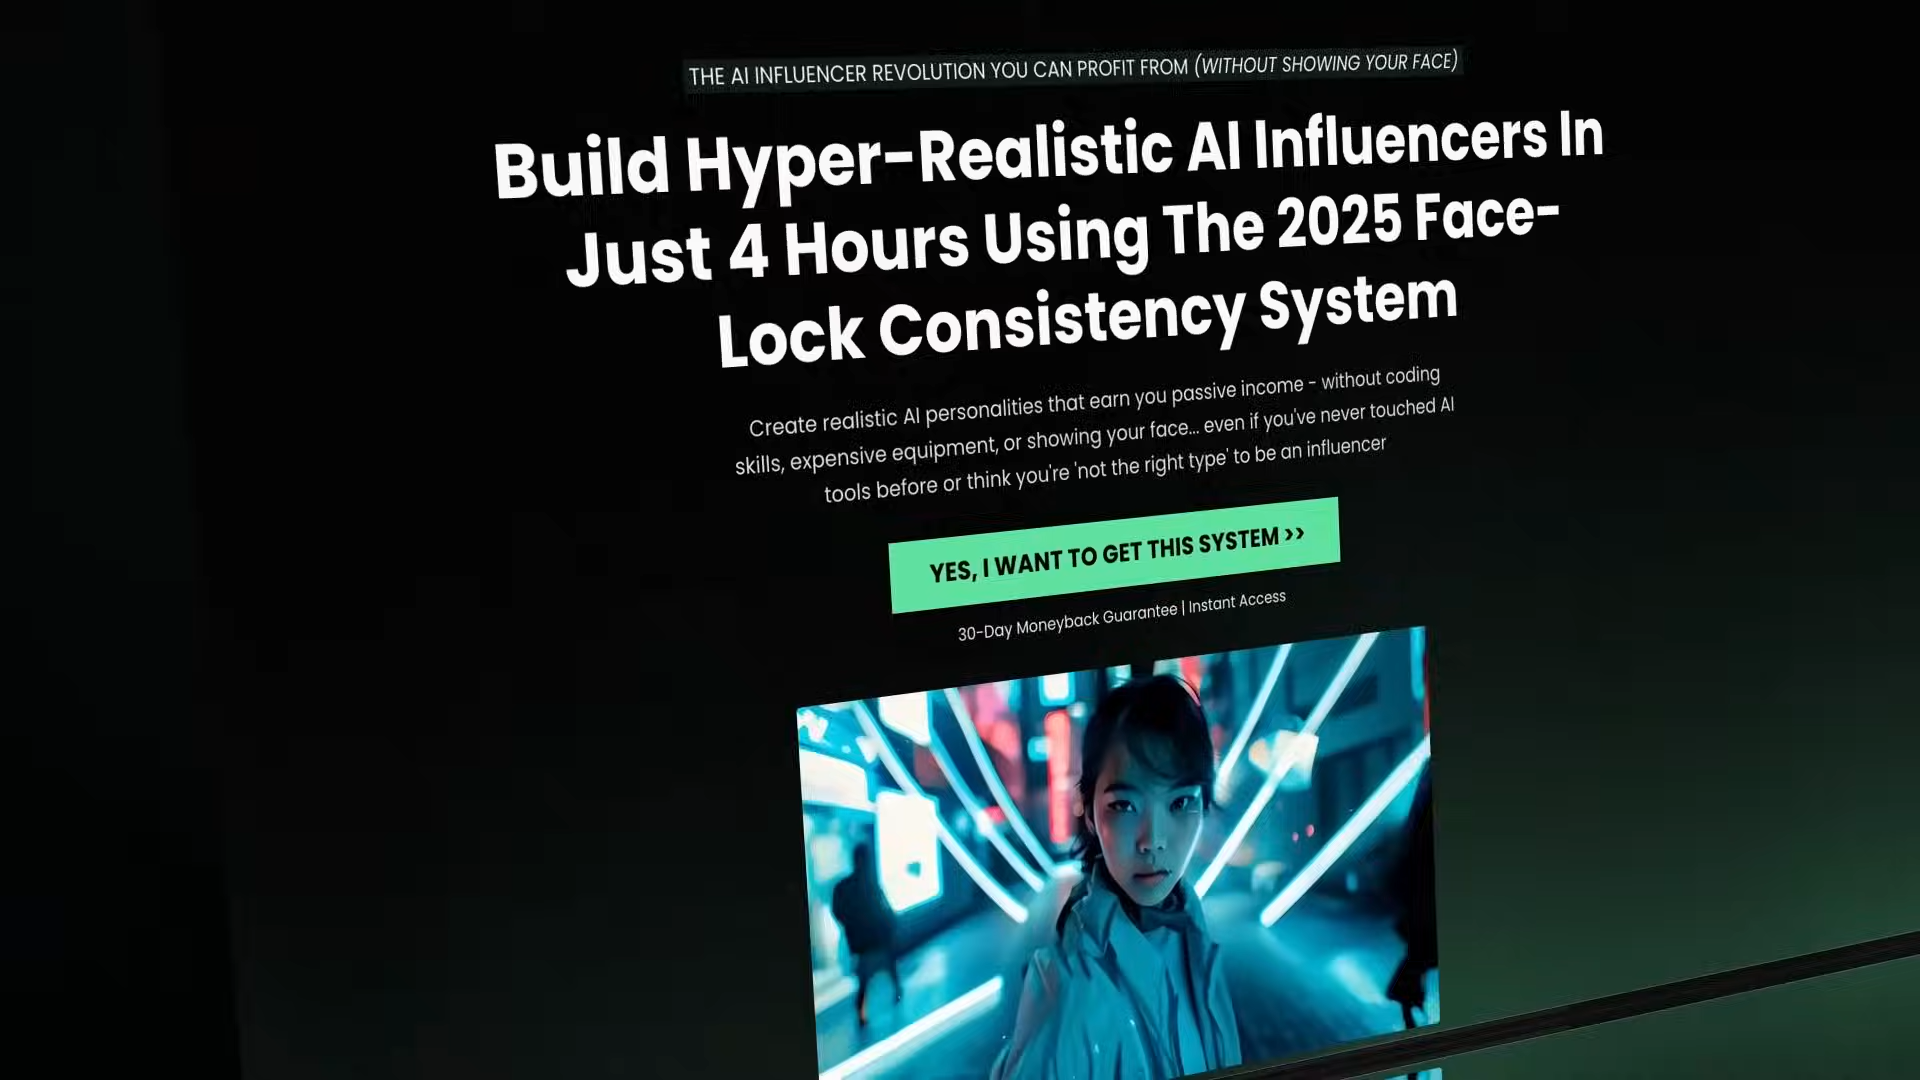 THE AI INFLUENCER REVOLUTION YOU CAN PROFIT FROM (WITHOUT SHOWING YOUR FACE)
Build Hyper-Realistic AI Influencers In
Just 4 Hours Using The 2025 Face-
Lock Consistency System
Create realistic AI personalities that earn you passive income - without coding
skills, expensive equipment, or showing your face... even if you've never touched AI
tools before or think you're 'not the right type' to be an influencer
YES, I WANT TO GET THIS SYSTEM >>
30-Day Moneyback Guarantee | Instant Access